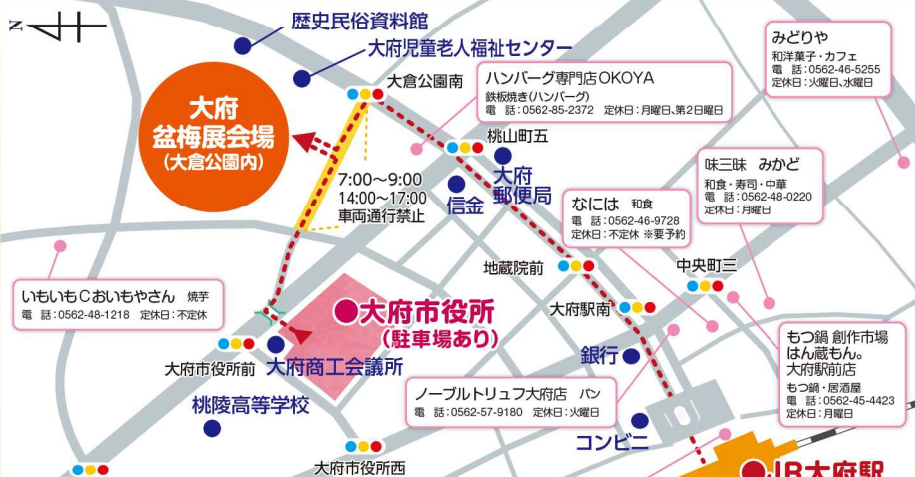 N
歴史民俗資料館
大府児童老人福祉センター
大倉公園南
大府
盆梅展会場
(大倉公園内)
7:00〜9:00
14:00〜17:00
車両通行禁止
ハンバーグ専門店OKOYA
鉄板焼き(ハンバーグ)
電 話:0562-85-2372 定休日:月曜日、第2日曜日
みどりや
和洋菓子・カフェ
電 話:0562-46-5255
定休日:火曜日、水曜日
桃山町五
大府
郵便局
信金
味三昧 みかど
和食・寿司・中華
電 話:0562-48-0220
定休日:月曜日
なには 和食
電 話:0562-46-9728
定休日:不定休 ※要予約
地蔵院前
中央町三
大府駅南
いもいもCおいもやさん 焼芋
電 話:0562-48-1218 定休日:不定休
大府市役所
(駐車場あり)
大府市役所前
大府商工会議所
銀行
もつ鍋 創作市場
はん蔵もん。
大府駅前店
もつ鍋・居酒屋
電 話:0562-45-4423
定休日:月曜日
ノーブルトリュフ大府店 パン
電 話:0562-57-9180 定休日:火曜日
桃陵高等学校
コンビニ
大府市役所西
JR大府駅